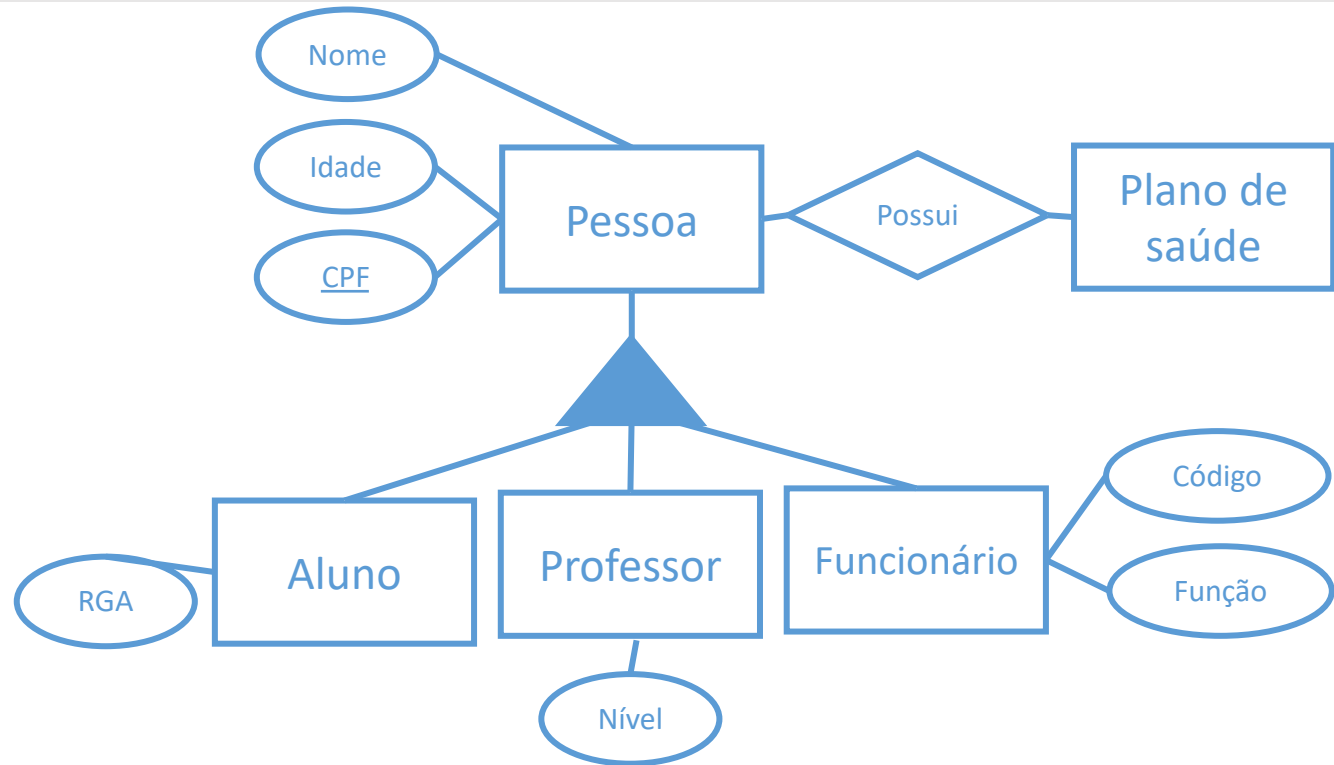 Nome
Idade
CPF
Pessoa
Possui
Plano de
saúde
Aluno
RGA
Professor
Nível
Funcionário
Código
Função